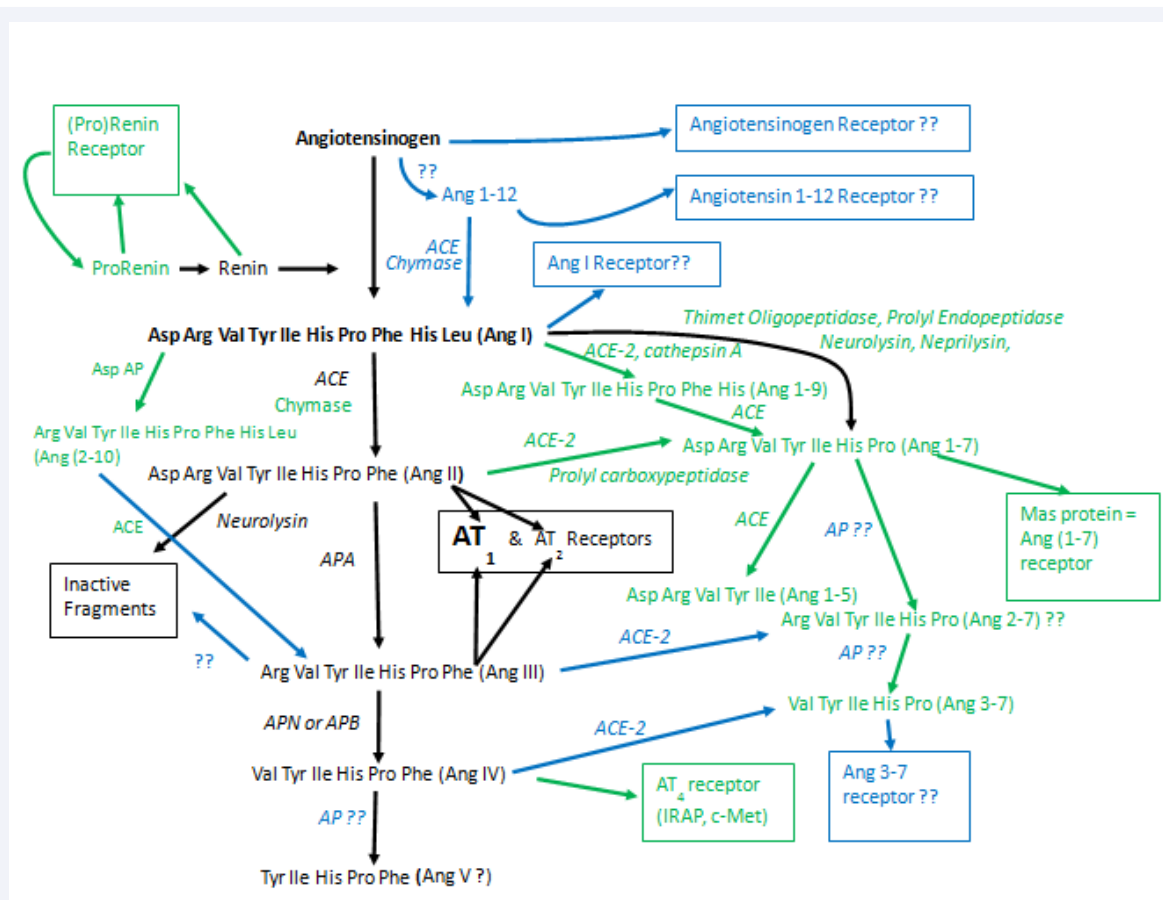 (Pro)Renin
Receptor
Angiotensinogen
Angiotensinogen Receptor ??
??
Ang 1-12
Angiotensin 1-12 Receptor ??
ProRenin
Renin
ACE
Chymase
Ang I Receptor??
Asp Arg Val Tyr Ile His Pro Phe His Leu (Ang I)
Thimet Oligopeptidase, Prolyl Endopeptidase
Neurolysin, Neprilysin,
Asp AP
ACE
Chymase
ACE-2, cathepsin A
Asp Arg Val Tyr Ile His Pro Phe His (Ang 1-9)
ACE
Arg Val Tyr Ile His Pro Phe His Leu
(Ang (2-10)
ACE-2
Asp Arg Val Tyr Ile His Pro (Ang 1-7)
Asp Arg Val Tyr Ile His Pro Phe (Ang II)
Prolyl carboxypeptidase
ACE
Neurolysin
AT1 & AT2 Receptors
ACE
AP ??
Mas protein =
Ang (1-7)
receptor
APA
Inactive
Fragments
Asp Arg Val Tyr Ile (Ang 1-5)
Arg Val Tyr Ile His Pro (Ang 2-7) ??
ACE-2
??
AP ??
Arg Val Tyr Ile His Pro Phe (Ang III)
Val Tyr Ile His Pro (Ang 3-7)
APN or APB
ACE-2
Val Tyr Ile His Pro Phe (Ang IV)
AT4 receptor
(IRAP, c-Met)
Ang 3-7
receptor ??
AP ??
Tyr Ile His Pro Phe (Ang V ?)